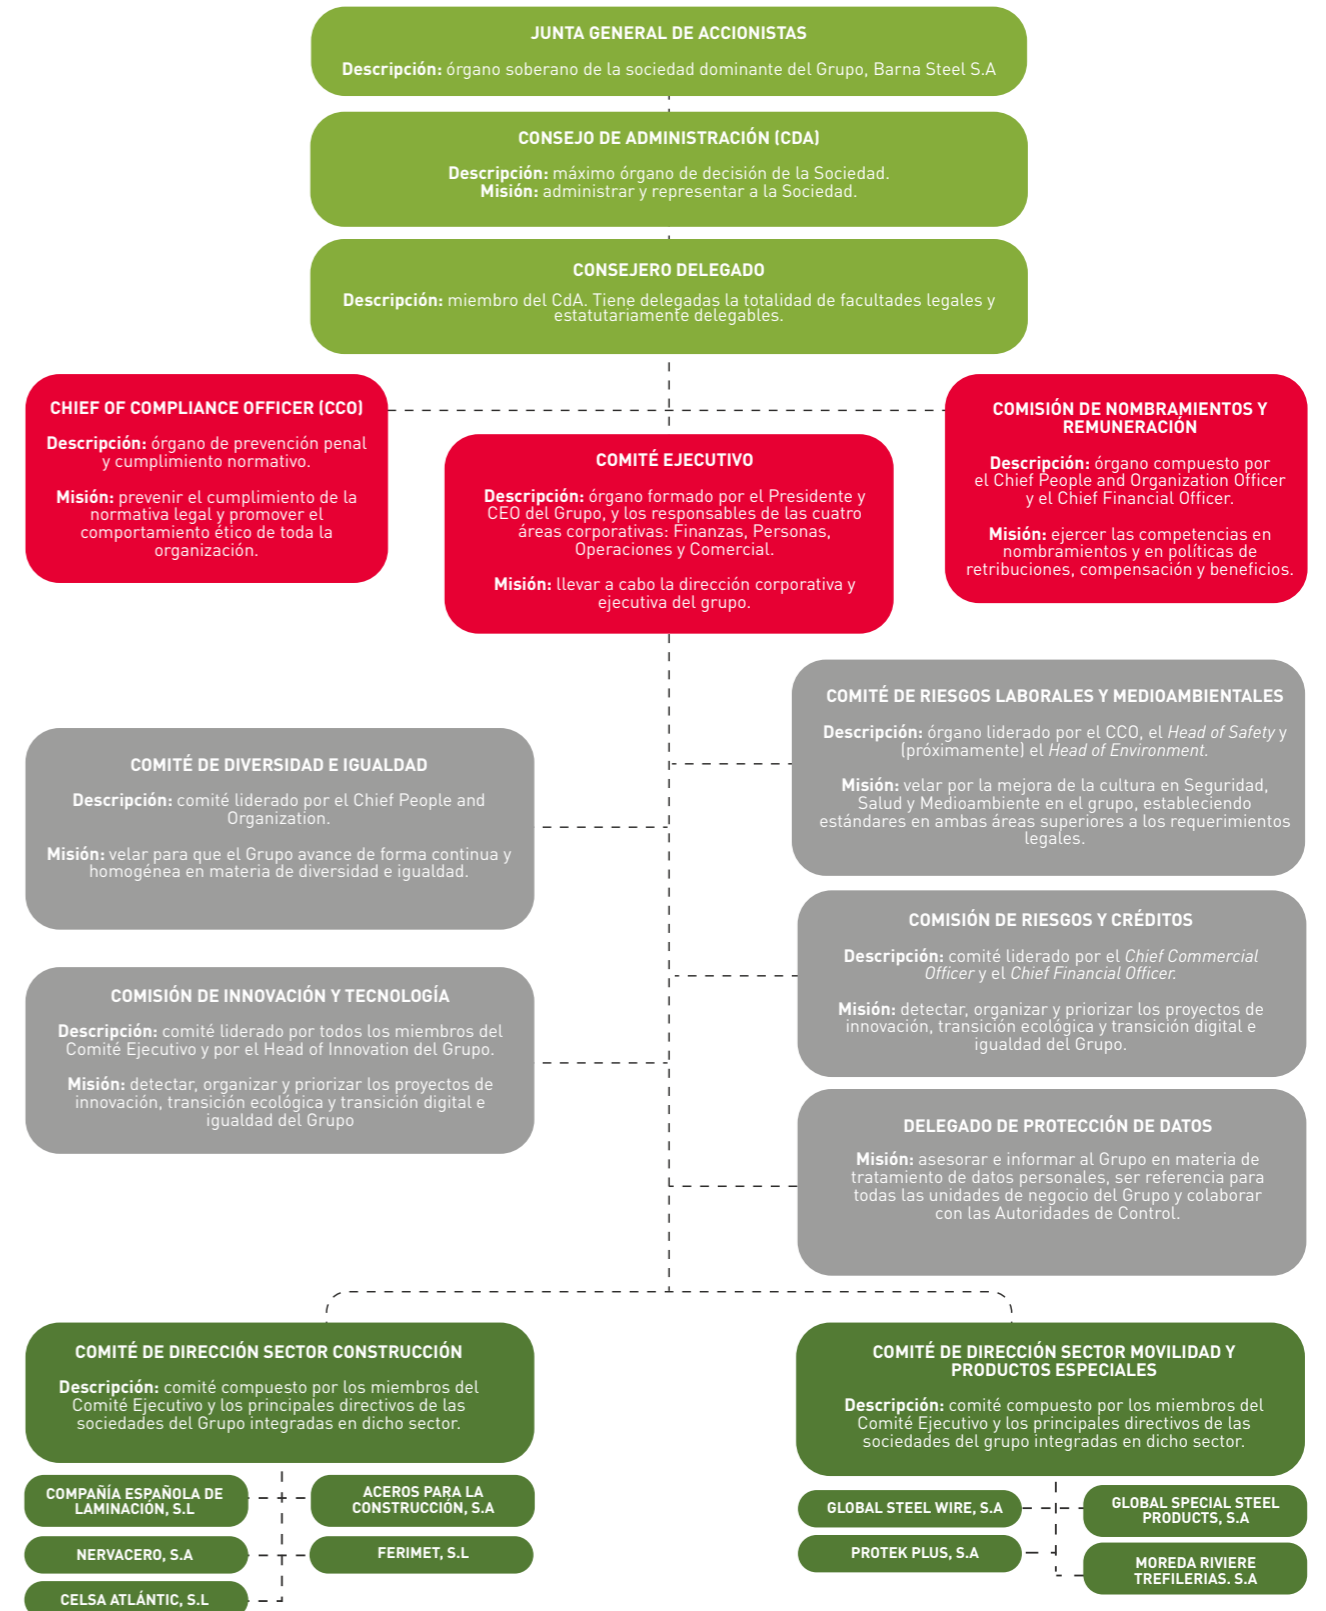 JUNTA GENERAL DE ACCIONISTAS
Descripción: órgano soberano de la sociedad dominante del Grupo, Barna Steel S.A
CONSEJO DE ADMINISTRACIÓN (CDA)
Descripción: máximo órgano de decisión de la Sociedad.
Misión: administrar y representar a la Sociedad.
CONSEJERO DELEGADO
Descripción: miembro del CdA. Tiene delegadas la totalidad de facultades legales y
estatutariamente delegables.
CHIEF OF COMPLIANCE OFFICER (CCO)
Descripción: órgano de prevención penal
y cumplimiento normativo.
Misión: prevenir el cumplimiento de la
normativa legal y promover el
comportamiento ético de toda la
organización.
COMITÉ EJECUTIVO
Descripción: órgano formado por el Presidente y
CEO del Grupo, y los responsables de las cuatro
áreas corporativas: Finanzas, Personas,
Operaciones y Comercial.
Misión: llevar a cabo la dirección corporativa y
ejecutiva del grupo.
COMISIÓN DE NOMBRAMIENTOS Y
REMUNERACIÓN
Descripción: órgano compuesto por
el Chief People and Organization Officer
y el Chief Financial Officer.
Misión: ejercer las competencias en
nombramientos y en políticas de
retribuciones, compensación y beneficios.
COMITÉ DE RIESGOS LABORALES Y MEDIOAMBIENTALES
Descripción: órgano liderado por el CCO, el Head of Safety y
(próximamente) el Head of Environment.
Misión: velar por la mejora de la cultura en Seguridad,
Salud y Medioambiente en el grupo, estableciendo
estándares en ambas áreas superiores a los requerimientos
legales.
COMITÉ DE DIVERSIDAD E IGUALDAD
Descripción: comité liderado por el Chief People and
Organization.
Misión: velar para que el Grupo avance de forma continua y
homogénea en materia de diversidad e igualdad.
COMISIÓN DE RIESGOS Y CRÉDITOS
Descripción: comité liderado por el Chief Commercial
Officer y el Chief Financial Officer.
Misión: detectar, organizar y priorizar los proyectos de
innovación, transición ecológica y transición digital e
igualdad del Grupo.
COMISIÓN DE INNOVACIÓN Y TECNOLOGÍA
Descripción: comité liderado por todos los miembros del
Comité Ejecutivo y por el Head of Innovation del Grupo.
Misión: detectar, organizar y priorizar los proyectos de
innovación, transición ecológica y transición digital e
igualdad del Grupo
DELEGADO DE PROTECCIÓN DE DATOS
Misión: asesorar e informar al Grupo en materia de
tratamiento de datos personales, ser referencia para
todas las unidades de negocio del Grupo y colaborar
con las Autoridades de Control.
COMITÉ DE DIRECCIÓN SECTOR CONSTRUCCIÓN
Descripción: comité compuesto por los miembros del
Comité Ejecutivo y los principales directivos de las
sociedades del Grupo integradas en dicho sector.
COMPAÑÍA ESPAÑOLA DE
LAMINACIÓN, S.L
ACEROS PARA LA
CONSTRUCCIÓN, S.A
NERVACERO, S.A
FERIMET, S.L
CELSA ATLÁNTIC, S.L
COMITÉ DE DIRECCIÓN SECTOR MOVILIDAD Y
PRODUCTOS ESPECIALES
Descripción: comité compuesto por los miembros del
Comité Ejecutivo y los principales directivos de las
sociedades del grupo integradas en dicho sector.
GLOBAL STEEL WIRE, S.A
GLOBAL SPECIAL STEEL
PRODUCTS, S.A
PROTEK PLUS, S.A
MOREDA RIVIERE
TREFILERIAS. S.A